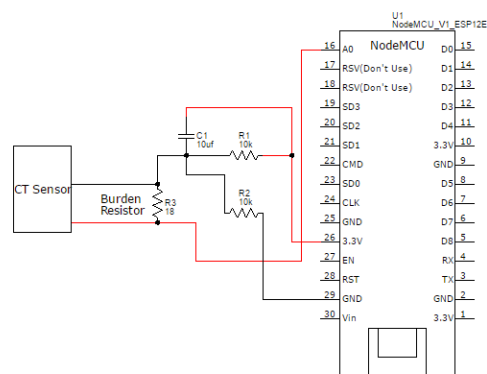 U1
NodeMCU_V1_ESP12E
NodeMCU
16 A0 D0 15
17 RSV(Don't Use) D1 14
18 RSV(Don't Use) D2 13
19 SD3 D3 12
20 SD2 D4 11
21 SD1 3.3V 10
22 CMD GND 9
23 SD0 D5 8
24 CLK D6 7
25 GND D7 6
26 3.3V D8 5
27 EN RX 4
28 RST TX 3
29 GND GND 2
30 Vin 3.3V 1
C1
10uf
R1
10k
R2
10k
CT Sensor
Burden
Resistor
R3
18